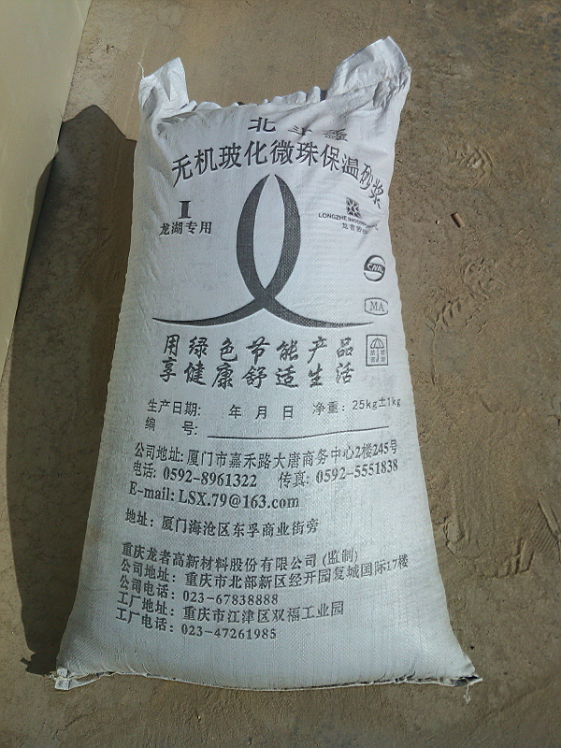 北斗鑫
无机玻化微珠保温砂浆
I
龙湖专用
用绿色节能产品
享健康舒适生活
MA
生产日期: 年 月 日 净重: 25kg±1kg
编 号:
公司地址: 厦门市嘉禾路大唐商务中心2楼245号
电话: 0592-8961322 传真: 0592-5551838
E-mail: LSX.79@163.com
地址: 厦门海沧区东孚商业街旁
重庆龙者高新材料股份有限公司 (监制)
公司地址: 重庆市北部新区经开园复城国际17楼
公司电话: 023-67838888
工厂地址: 重庆市江津区双福工业园
工厂电话: 023-47261985